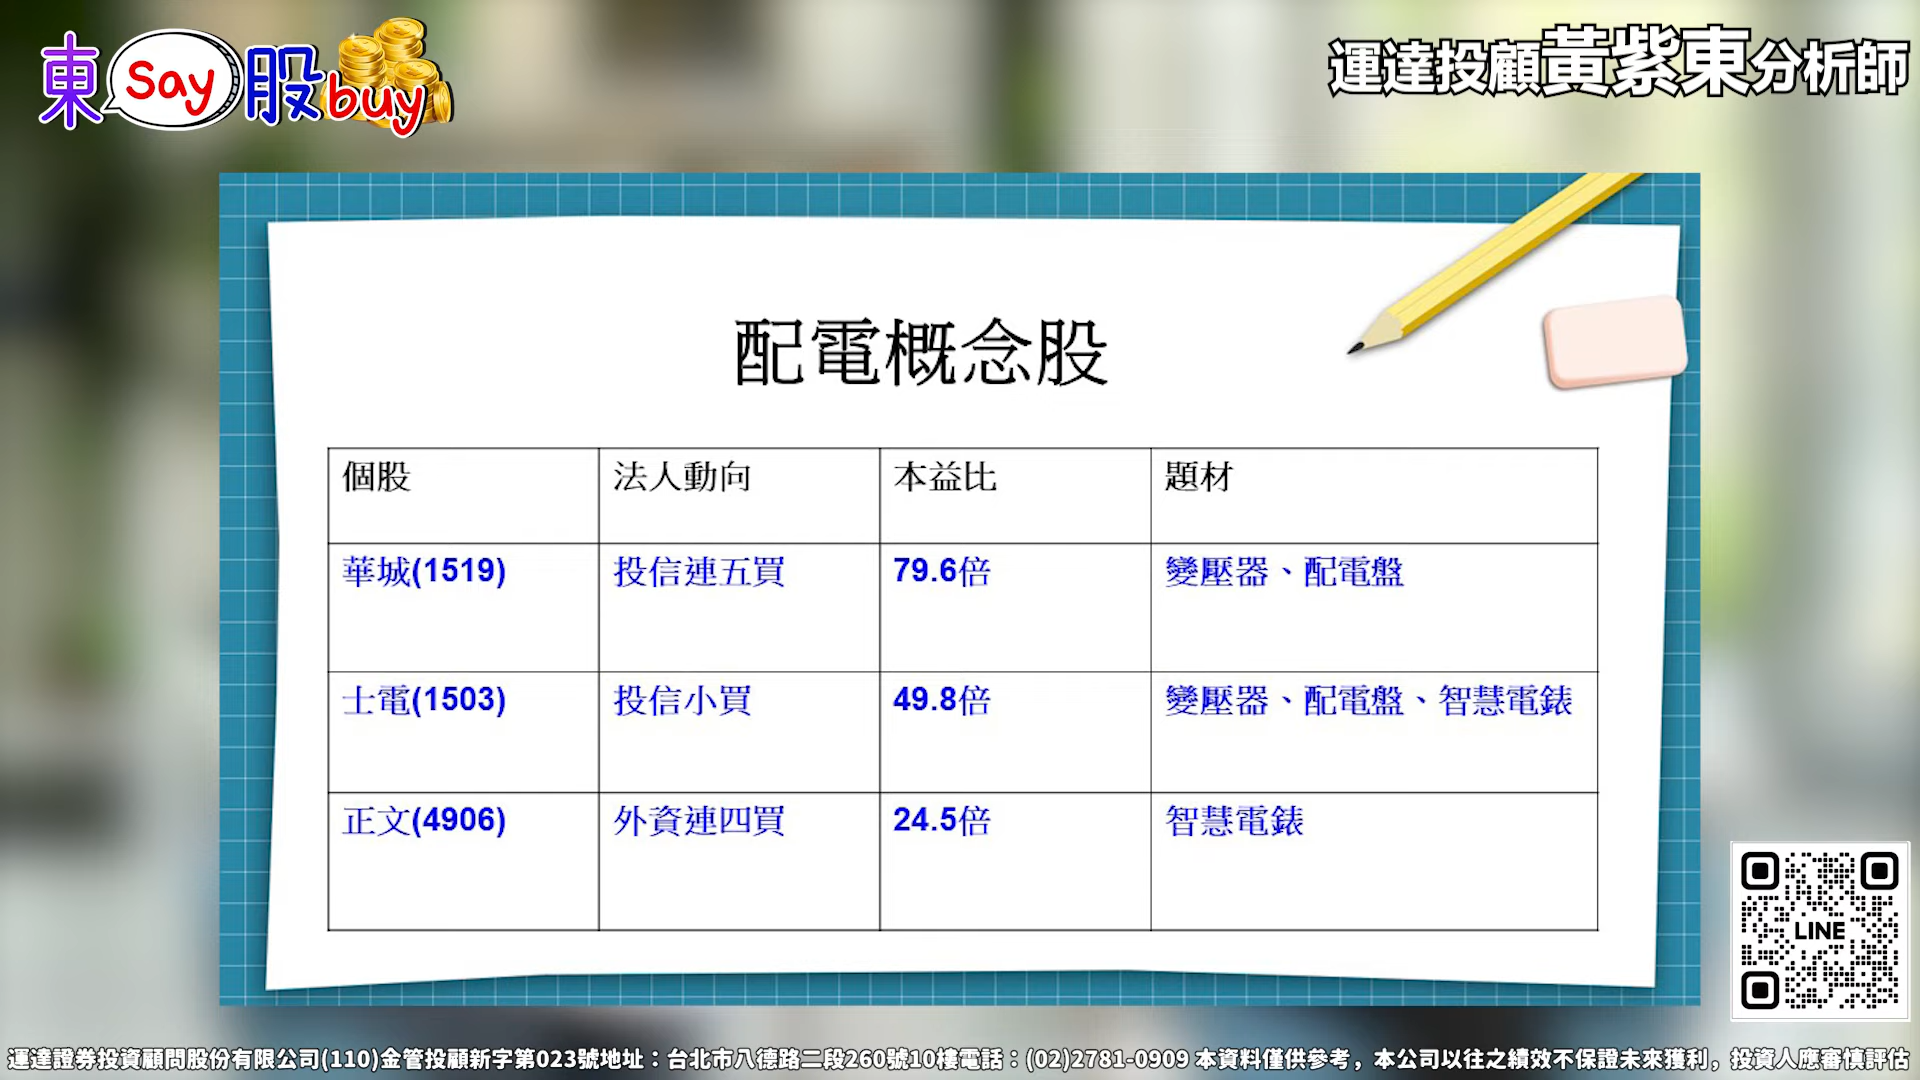 東 Say 股 buy
運達投顧黃紫東分析師
配電概念股
個股 法人動向 本益比 題材
華城(1519) 投信連五買 79.6倍 變壓器、配電盤
士電(1503) 投信小買 49.8倍 變壓器、配電盤、智慧電錶
正文(4906) 外資連四買 24.5倍 智慧電錶
LINE
運達證券投資顧問股份有限公司(110)金管投顧新字第023號地址：台北市八德路二段260號10樓電話：(02)2781-0909 本資料僅供參考，本公司以往之績效不保證未來獲利，投資人應審慎評估